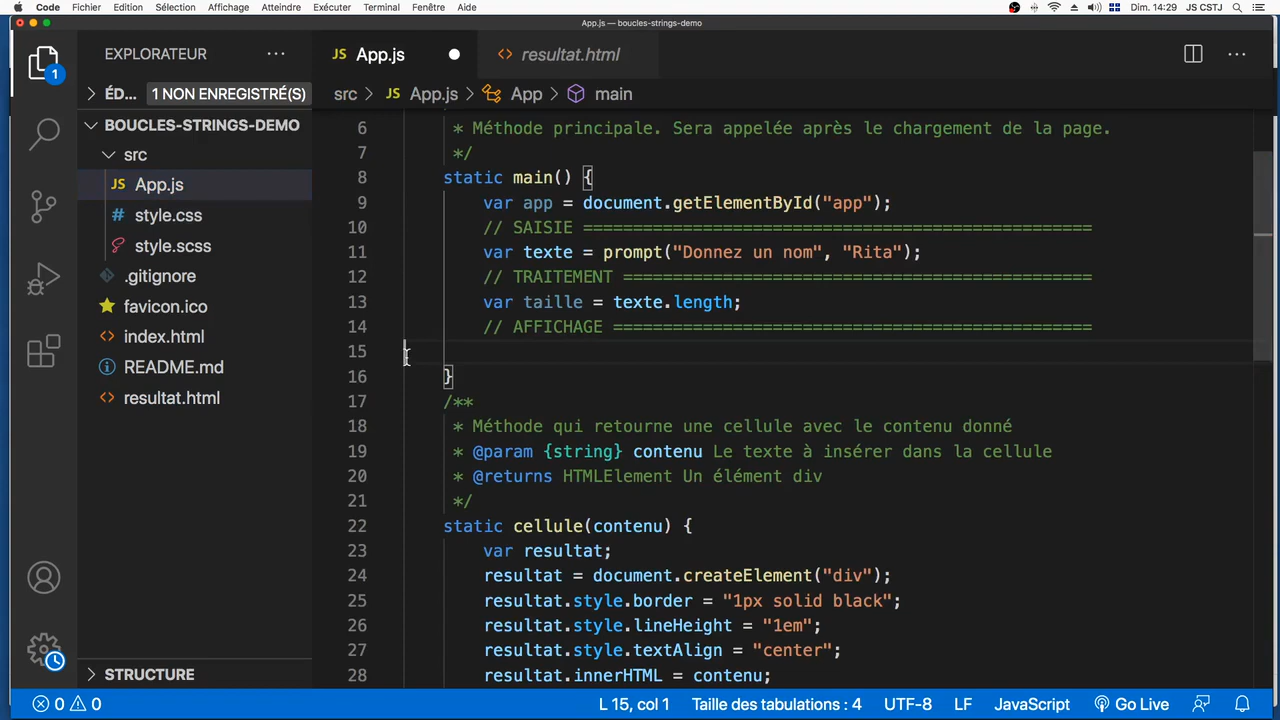 Code Fichier Edition Sélection Affichage Atteindre Exécuter Terminal Fenêtre Aide Dim. 14:29 JS CSTJ
App.js — boucles-strings-demo
EXPLORATEUR ···
JS App.js resultat.html ···
1
ÉD... 1 NON ENREGISTRÉ(S)
src > JS App.js > App > main
BOUCLES-STRINGS-DEMO
src
JS App.js
# style.css
style.scss
.gitignore
favicon.ico
index.html
README.md
resultat.html
STRUCTURE
6 * Méthode principale. Sera appelée après le chargement de la page.
7 */
8 static main() {
9 var app = document.getElementById("app");
10 // SAISIE ===================================================
11 var texte = prompt("Donnez un nom", "Rita");
12 // TRAITEMENT ===============================================
13 var taille = texte.length;
14 // AFFICHAGE ================================================
15
16 }
17 /**
18 * Méthode qui retourne une cellule avec le contenu donné
19 * @param {string} contenu Le texte à insérer dans la cellule
20 * @returns HTMLElement Un élément div
21 */
22 static cellule(contenu) {
23 var resultat;
24 resultat = document.createElement("div");
25 resultat.style.border = "1px solid black";
26 resultat.style.lineHeight = "1em";
27 resultat.style.textAlign = "center";
28 resultat.innerHTML = contenu;
0 0 L 15, col 1 Taille des tabulations : 4 UTF-8 LF JavaScript Go Live